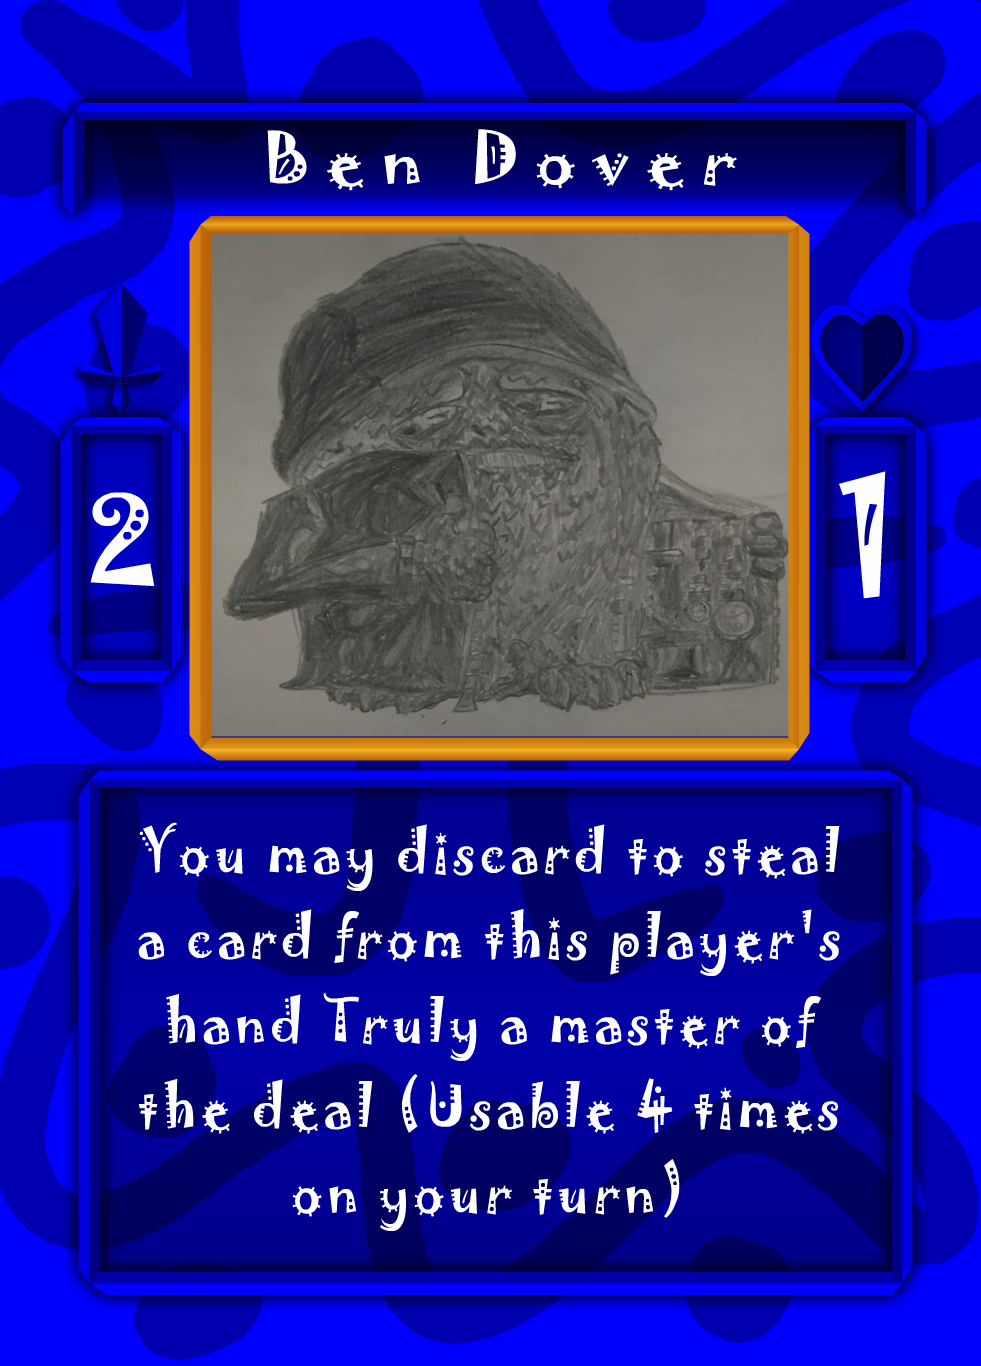 Ben Dover
2
1
You may discard to steal
a card from this player's
hand Truly a master of
the deal (Usable 4 times
on your turn)